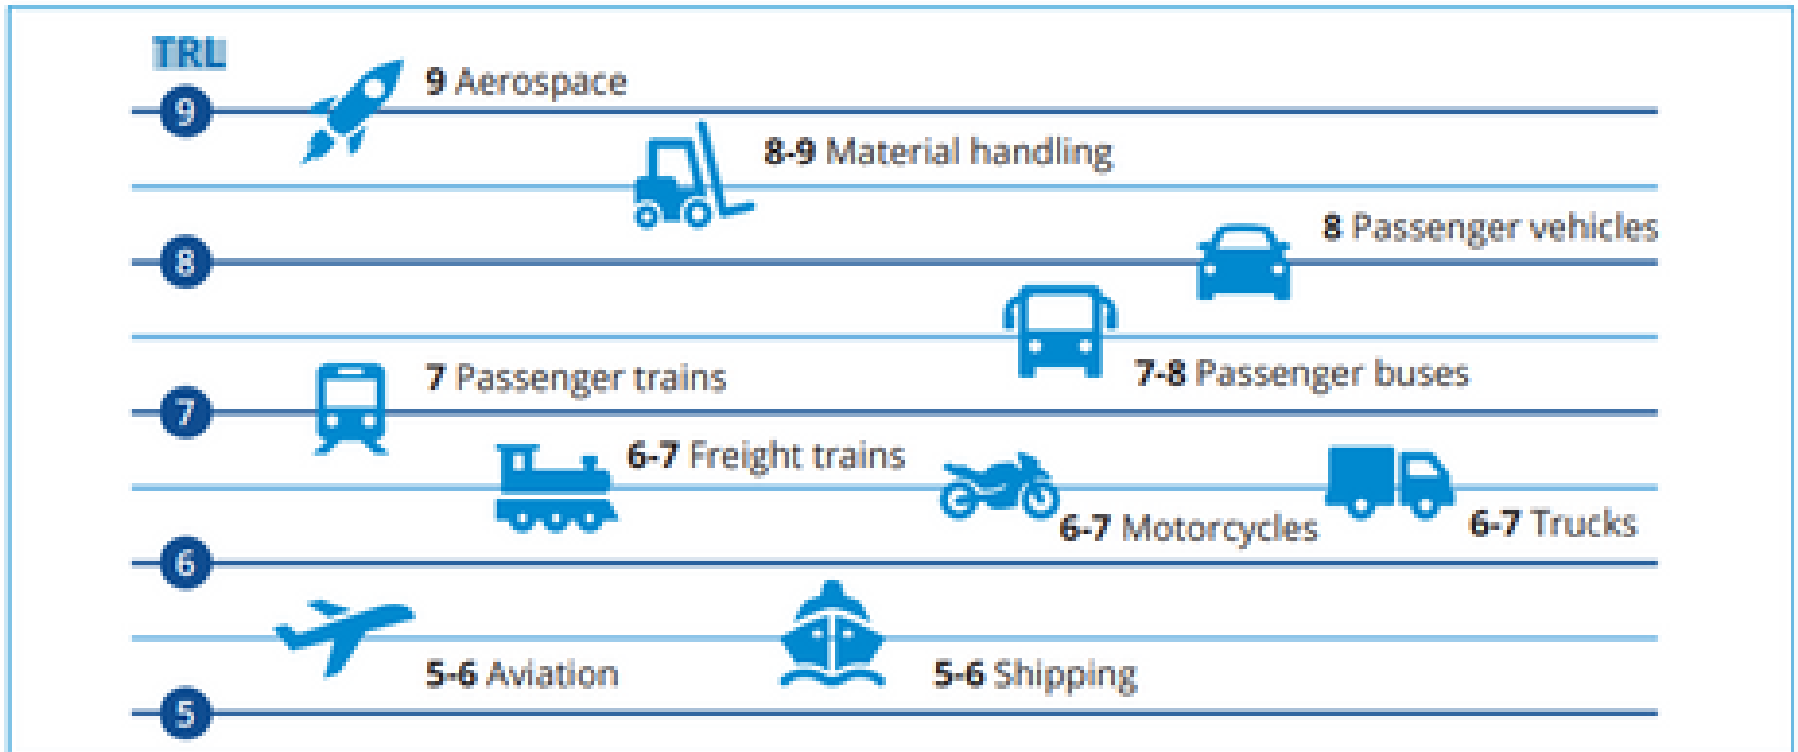 TRL
9
9 Aerospace
8-9 Material handling
8 Passenger vehicles
8
7-8 Passenger buses
7 Passenger trains
7
6-7 Freight trains
6-7 Motorcycles
6-7 Trucks
6
5-6 Aviation
5-6 Shipping
5